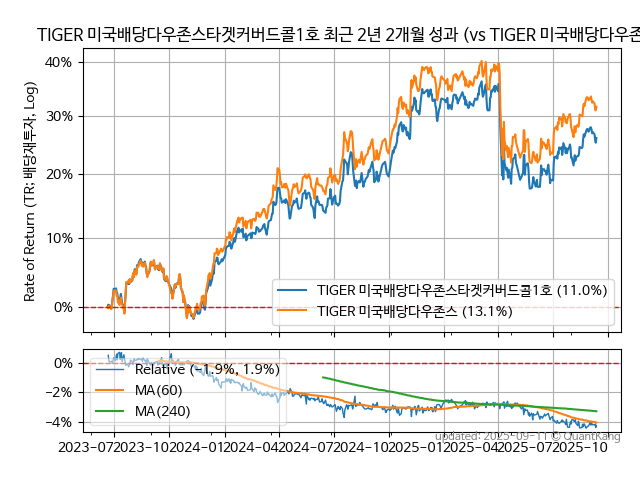 TIGER 미국배당다우존스타겟커버드콜1호 최근 2년 2개월 성과 (vs TIGER 미국배당다우존
Rate of Return (TR: 배당재투자, Log)
40%
30%
20%
10%
0%
TIGER 미국배당다우존스타겟커버드콜1호 (11.0%)
TIGER 미국배당다우존스 (13.1%)
0%
−2%
−4%
Relative (−1.9%, 1.9%)
MA(60)
MA(240)
2023-07 2023-10 2024-01 2024-04 2024-07 2024-10 2025-01 2025-04 2025-07 2025-10
updated: 2025-09-11 © QuantKang